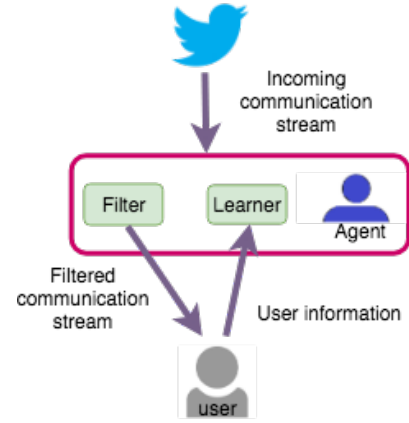 Incoming
communication
stream
Filter
Learner
Agent
Filtered
communication
stream
User information
user